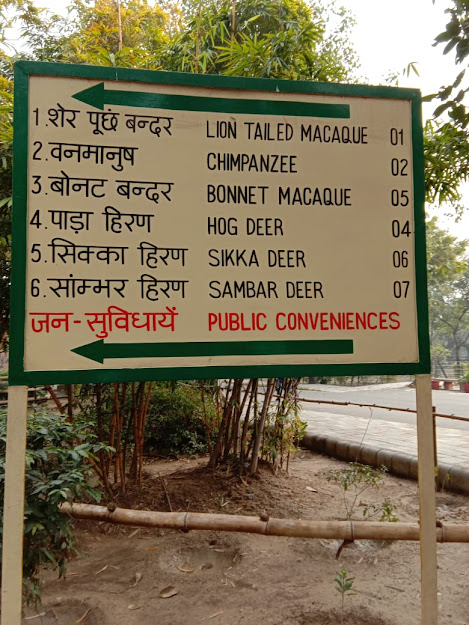 1.शेर पूछं बन्दर LION TAILED MACAQUE 01
2.वनमानुष CHIMPANZEE 02
3.बोनट बन्दर BONNET MACAQUE 05
4.पाड़ा हिरण HOG DEER 04
5.सिक्का हिरण SIKKA DEER 06
6.सांम्भर हिरण SAMBAR DEER 07
जन-सुविधायें PUBLIC CONVENIENCES